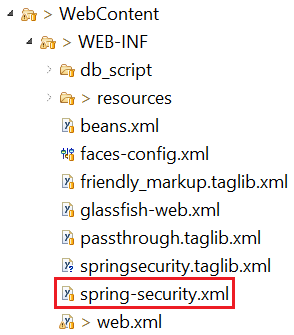 > WebContent
> WEB-INF
db_script
> resources
beans.xml
faces-config.xml
friendly_markup.taglib.xml
glassfish-web.xml
passthrough.taglib.xml
springsecurity.taglib.xml
spring-security.xml
> web.xml